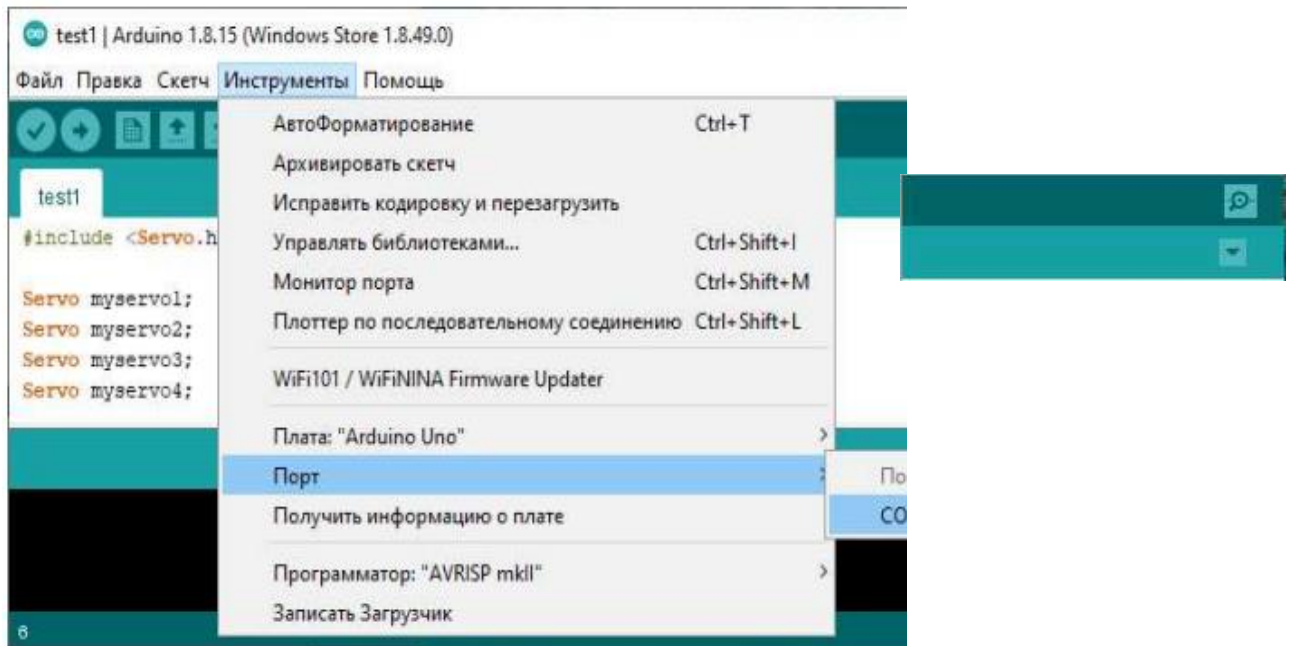 test1 | Arduino 1.8.15 (Windows Store 1.8.49.0)
Файл Правка Скетч Инструменты Помощь
test1
#include <Servo.h
Servo myservo1;
Servo myservo2;
Servo myservo3;
Servo myservo4;
АвтоФорматирование Ctrl+T
Архивировать скетч
Исправить кодировку и перезагрузить
Управлять библиотеками... Ctrl+Shift+I
Монитор порта Ctrl+Shift+M
Плоттер по последовательному соединению Ctrl+Shift+L
WiFi101 / WiFiNINA Firmware Updater
Плата: "Arduino Uno"
Порт
Получить информацию о плате
Программатор: "AVRISP mkII"
Записать Загрузчик
По
CO
6